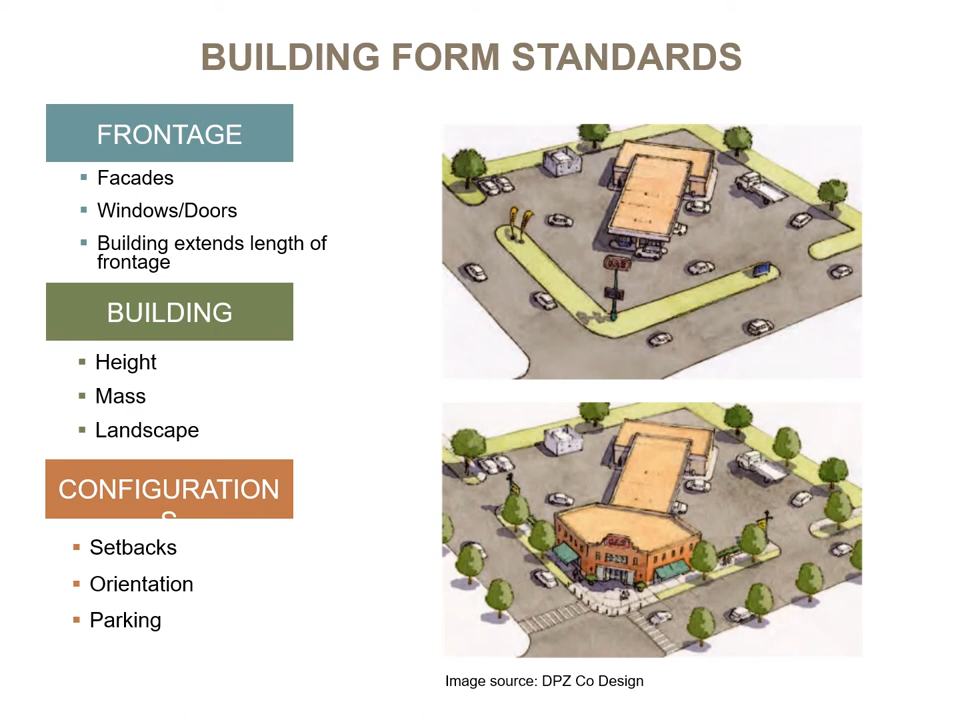 BUILDING FORM STANDARDS
FRONTAGE
▪ Facades
▪ Windows/Doors
▪ Building extends length of
frontage
BUILDING
▪ Height
▪ Mass
▪ Landscape
CONFIGURATION
S
▪ Setbacks
▪ Orientation
▪ Parking
Image source: DPZ Co Design